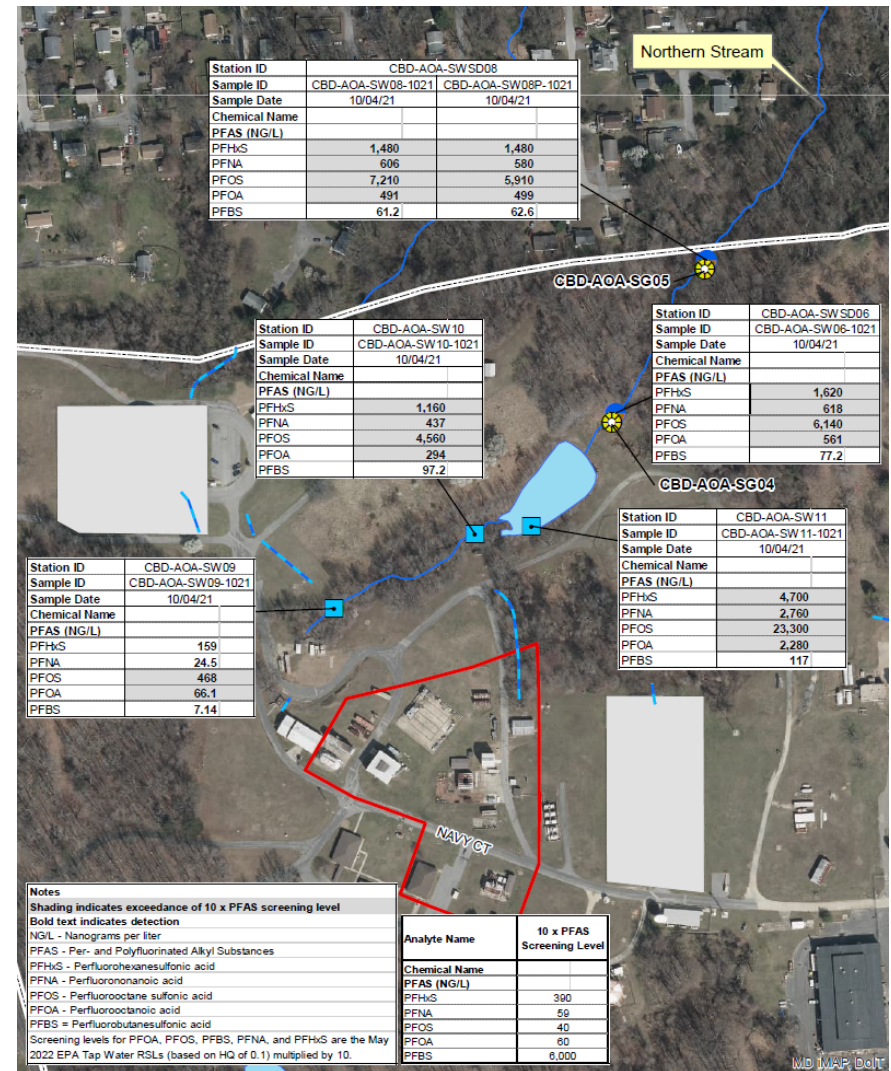 Northern Stream
Station ID CBD-AOA-SWSD08
Sample ID CBD-AOA-SW08-1021 CBD-AOA-SW08P-1021
Sample Date 10/04/21 10/04/21
Chemical Name
PFAS (NG/L)
PFHxS 1,480 1,480
PFNA 606 580
PFOS 7,210 5,910
PFOA 491 499
PFBS 61.2 62.6
CBD-AOA-SG05
Station ID CBD-AOA-SWSD06
Sample ID CBD-AOA-SW06-1021
Sample Date 10/04/21
Chemical Name
PFAS (NG/L)
PFHxS 1,620
PFNA 618
PFOS 6,140
PFOA 561
PFBS 77.2
Station ID CBD-AOA-SW10
Sample ID CBD-AOA-SW10-1021
Sample Date 10/04/21
Chemical Name
PFAS (NG/L)
PFHxS 1,160
PFNA 437
PFOS 4,560
PFOA 294
PFBS 97.2
CBD-AOA-SG04
Station ID CBD-AOA-SW11
Sample ID CBD-AOA-SW11-1021
Sample Date 10/04/21
Chemical Name
PFAS (NG/L)
PFHxS 4,700
PFNA 2,760
PFOS 23,300
PFOA 2,280
PFBS 117
Station ID CBD-AOA-SW09
Sample ID CBD-AOA-SW09-1021
Sample Date 10/04/21
Chemical Name
PFAS (NG/L)
PFHxS 159
PFNA 24.5
PFOS 468
PFOA 66.1
PFBS 7.14
NAVY CT
Notes
Shading indicates exceedance of 10 x PFAS screening level
Bold text indicates detection
NG/L - Nanograms per liter
PFAS - Per- and Polyfluorinated Alkyl Substances
PFHxS - Perfluorohexanesulfonic acid
PFNA - Perfluorononanoic acid
PFOS - Perfluorooctane sulfonic acid
PFOA - Perfluorooctanoic acid
PFBS = Perfluorobutanesulfonic acid
Screening levels for PFOA, PFOS, PFBS, PFNA, and PFHxS are the May
2022 EPA Tap Water RSLs (based on HQ of 0.1) multiplied by 10.
Analyte Name 10 x PFAS
Screening Level
Chemical Name
PFAS (NG/L)
PFHxS 390
PFNA 59
PFOS 40
PFOA 60
PFBS 6,000
MD iMAP, DoIT